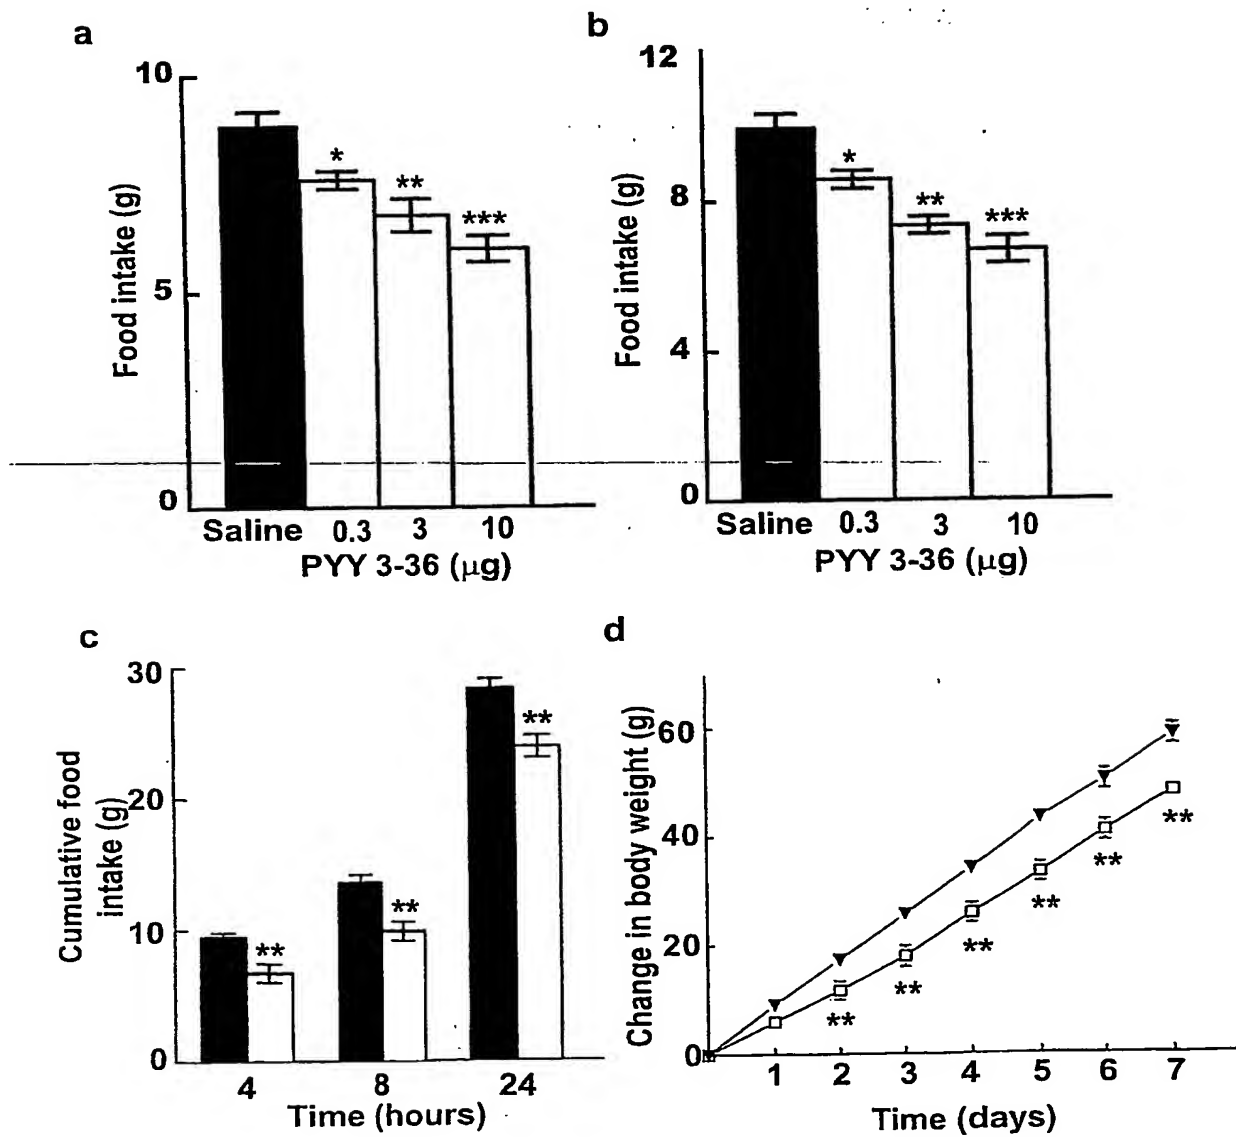 a
10
5
0
Food intake (g)
*
**
***
Saline 0.3 3 10
PYY 3-36 (μg)
b
12
8
4
0
Food intake (g)
*
**
***
Saline 0.3 3 10
PYY 3-36 (μg)
c
30
20
10
0
Cumulative food
intake (g)
**
**
**
4 8 24
Time (hours)
d
60
40
20
0
Change in body weight (g)
**
**
**
**
**
**
1 2 3 4 5 6 7
Time (days)